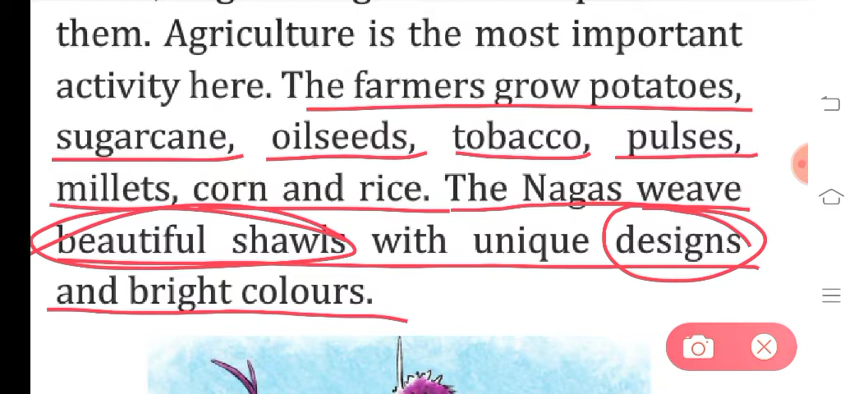 them. Agriculture is the most important
activity here. The farmers grow potatoes,
sugarcane, oilseeds, tobacco, pulses,
millets, corn and rice. The Nagas weave
beautiful shawls with unique designs
and bright colours.